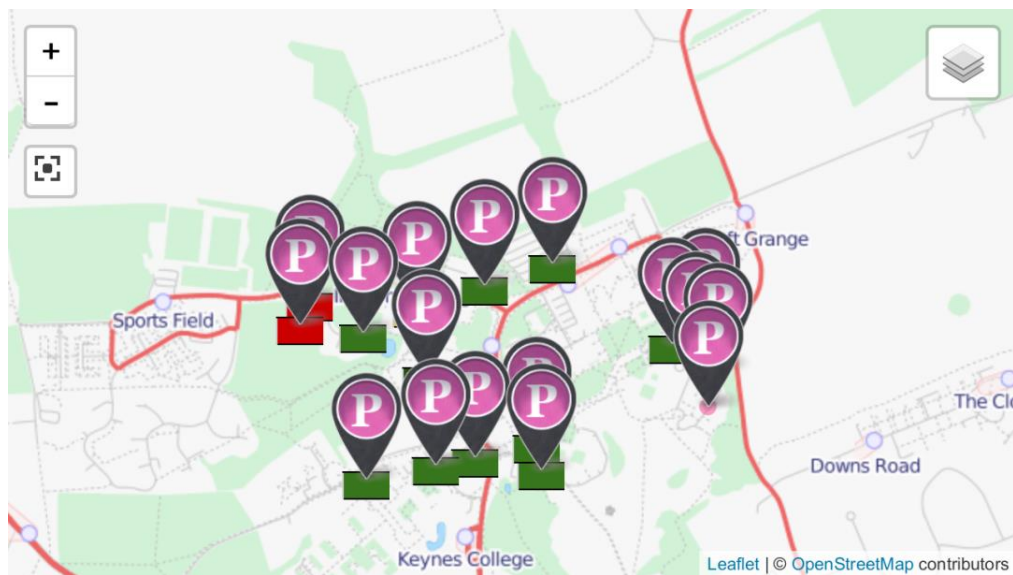 +
−
P
P
P
P
P
P
ft Grange
P
P
P
P
P
P
Sports Field
P
P
P
P
P
P
The Cl
Downs Road
Keynes College
Leaflet | © OpenStreetMap contributors